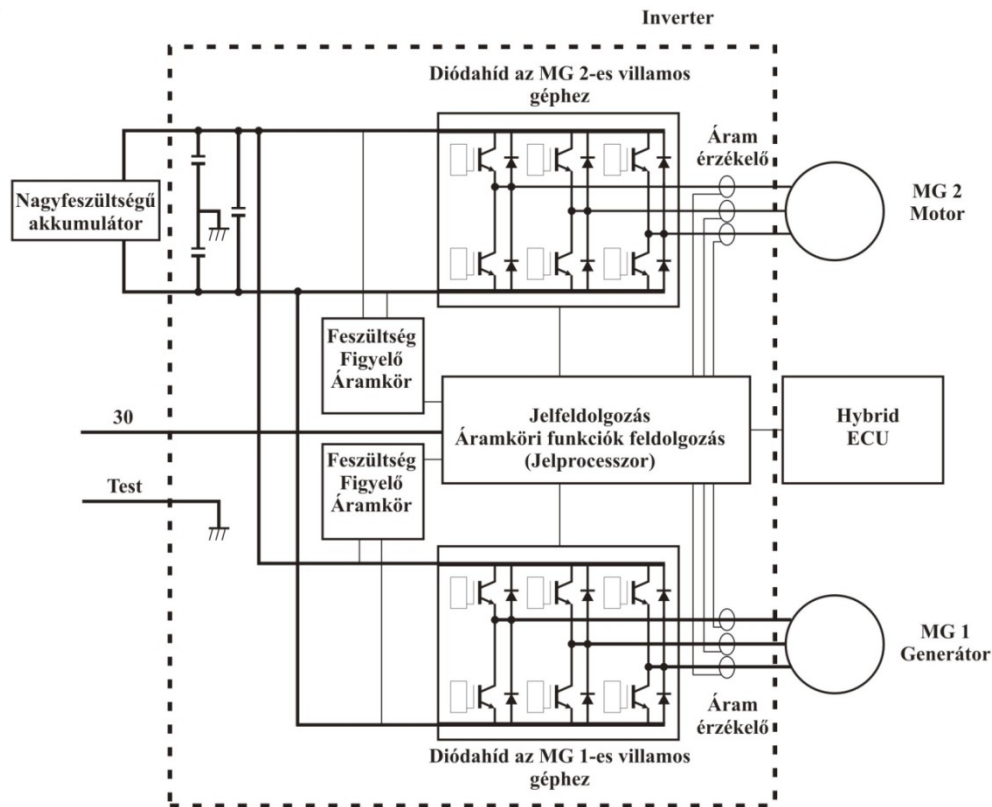 Inverter
Diódahíd az MG 2-es villamos
géphez
Áram
érzékelő
Nagyfeszültségű
akkumulátor
MG 2
Motor
Feszültség
Figyelő
Áramkör
30
Jelfeldolgozás
Áramköri funkciók feldolgozás
(Jelprocesszor)
Hybrid
ECU
Feszültség
Figyelő
Áramkör
Test
MG 1
Generátor
Áram
érzékelő
Diódahíd az MG 1-es villamos
géphez